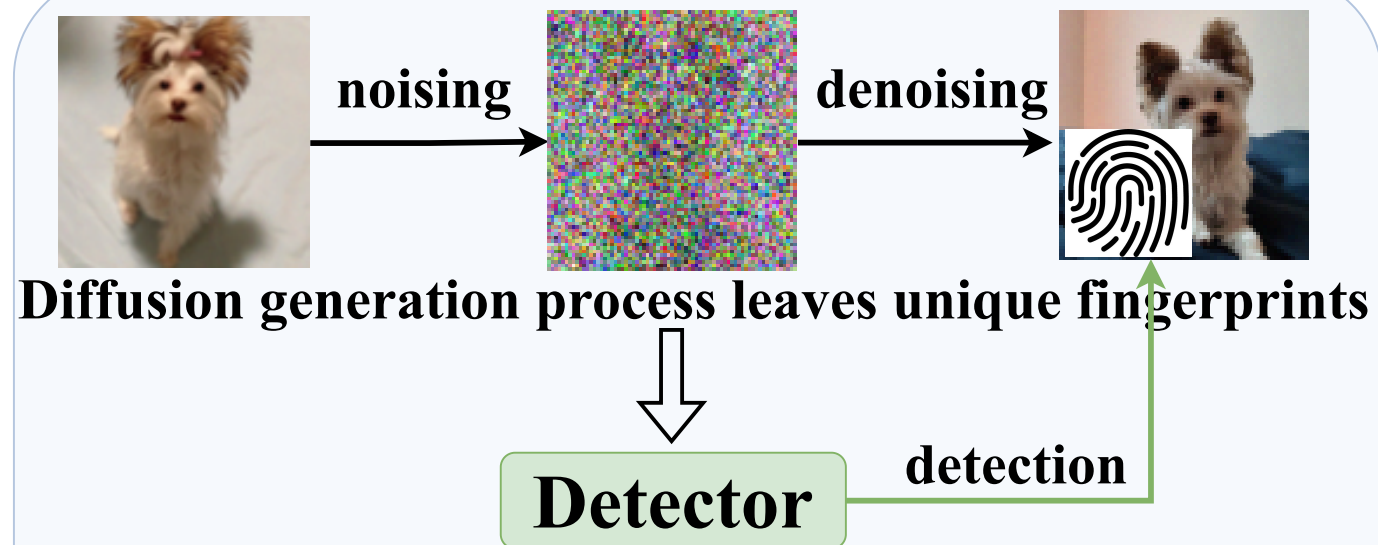 noising
denoising
Diffusion generation process leaves unique fingerprints
detection
Detector